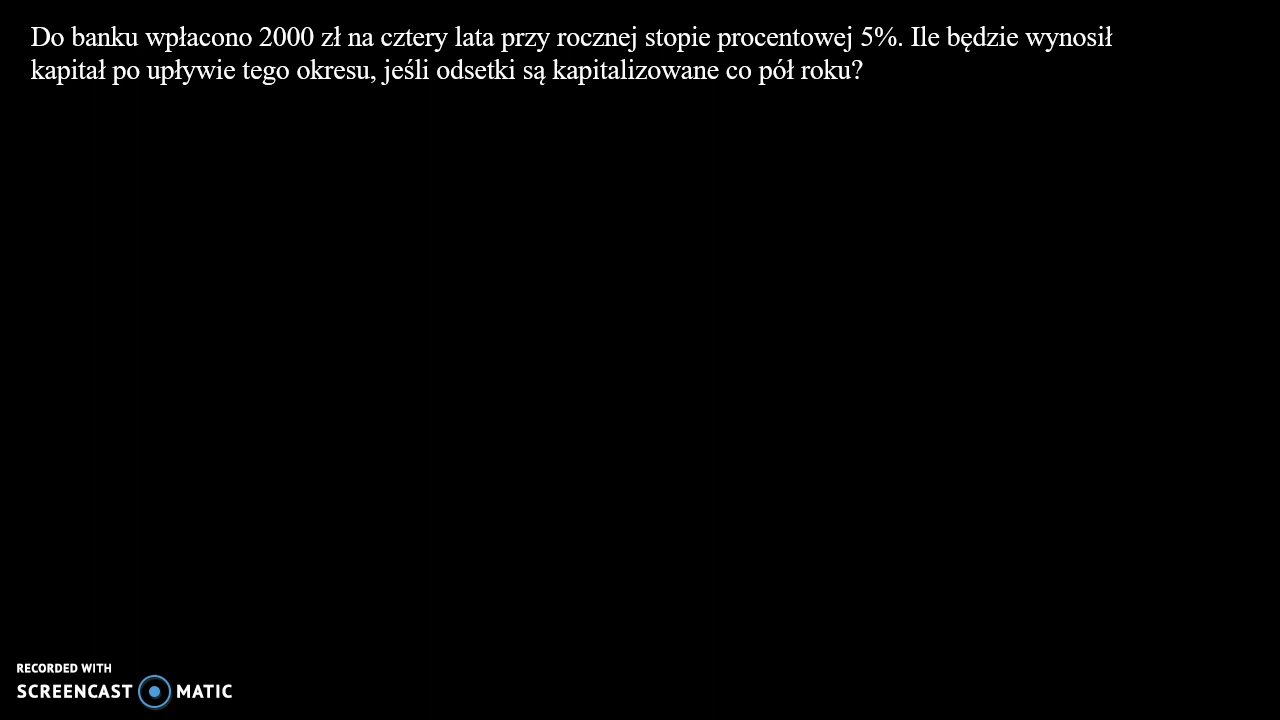 Do banku wpłacono 2000 zł na cztery lata przy rocznej stopie procentowej 5%. Ile będzie wynosił
kapitał po upływie tego okresu, jeśli odsetki są kapitalizowane co pół roku?
RECORDED WITH
SCREENCAST MATIC